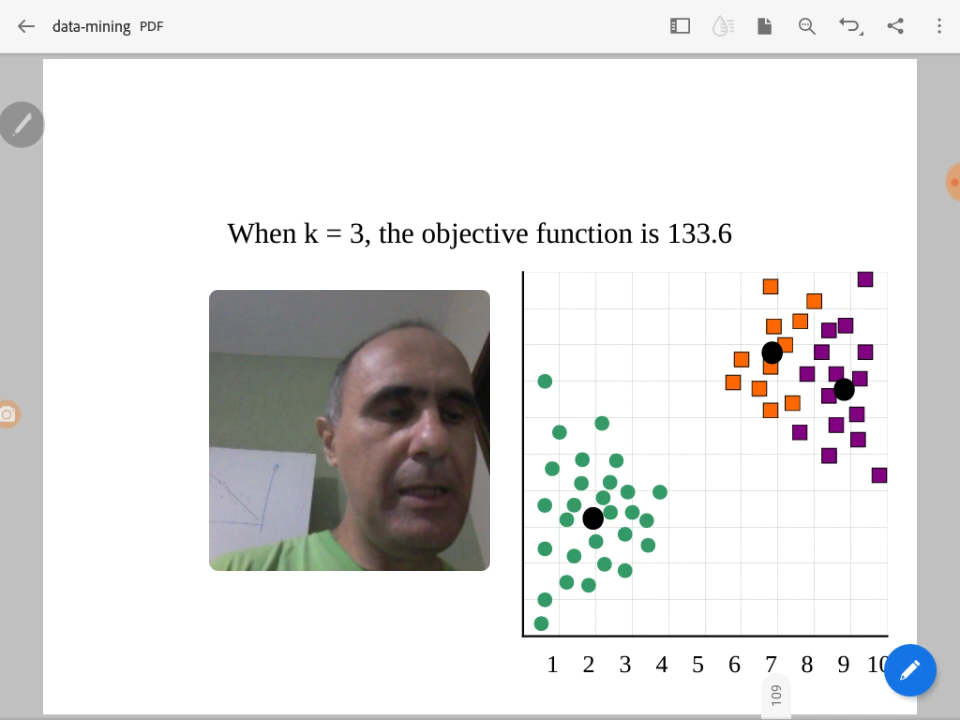 data-mining PDF
When k = 3, the objective function is 133.6
1 2 3 4 5 6 7 8 9 10
109